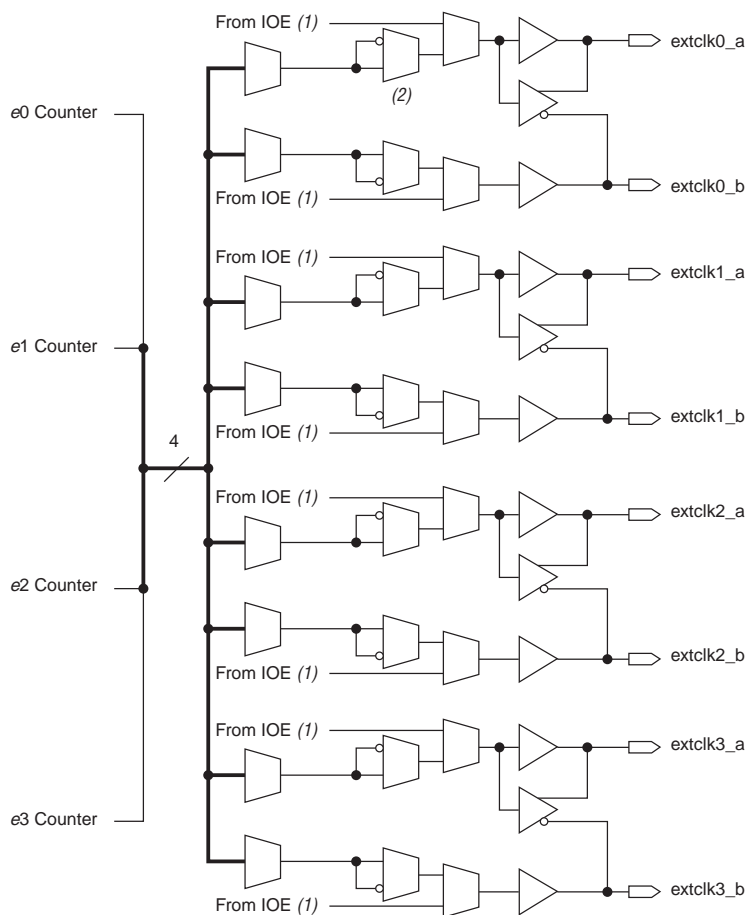 From IOE (1)
extclk0_a
(2)
e0 Counter
extclk0_b
From IOE (1)
From IOE (1)
extclk1_a
e1 Counter
extclk1_b
From IOE (1)
4
From IOE (1)
extclk2_a
e2 Counter
extclk2_b
From IOE (1)
From IOE (1)
extclk3_a
e3 Counter
extclk3_b
From IOE (1)